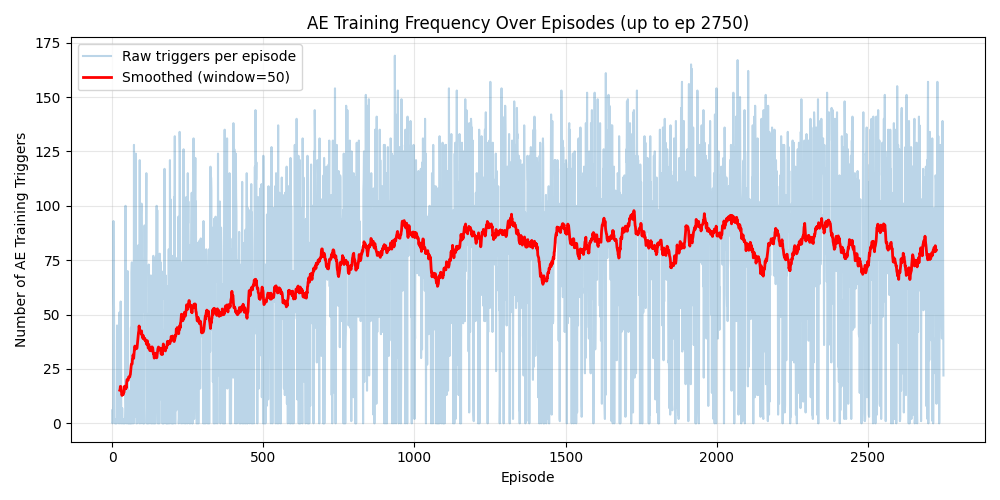 AE Training Frequency Over Episodes (up to ep 2750)
Raw triggers per episode
Smoothed (window=50)
Number of AE Training Triggers
175
150
125
100
75
50
25
0
0 500 1000 1500 2000 2500
Episode